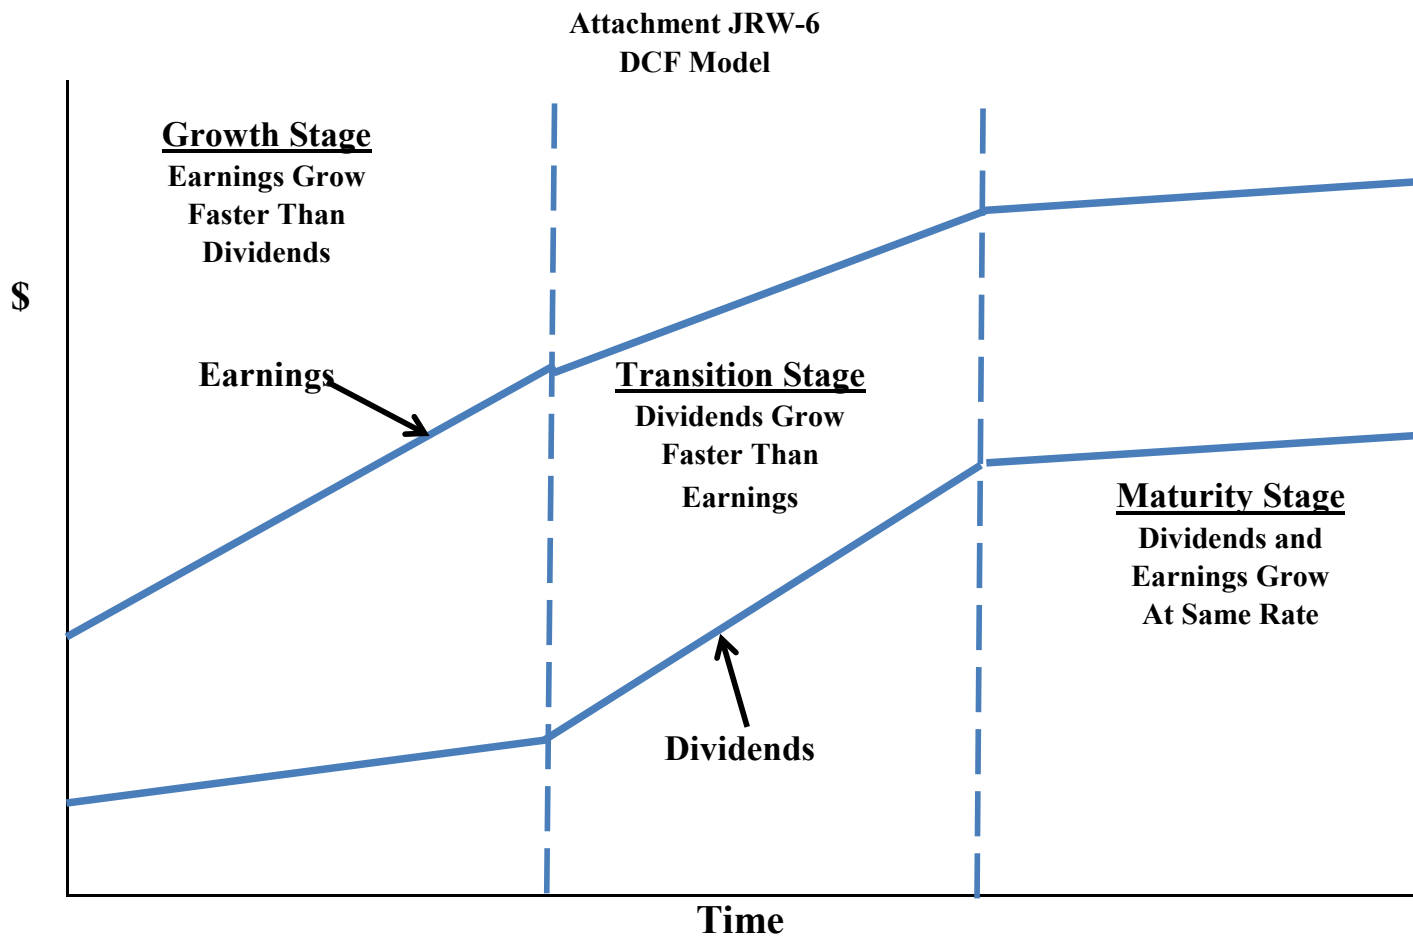 Attachment JRW-6
DCF Model
Growth Stage
Earnings Grow
Faster Than
Dividends
$
Earnings
Transition Stage
Dividends Grow
Faster Than
Earnings
Maturity Stage
Dividends and
Earnings Grow
At Same Rate
Dividends
Time